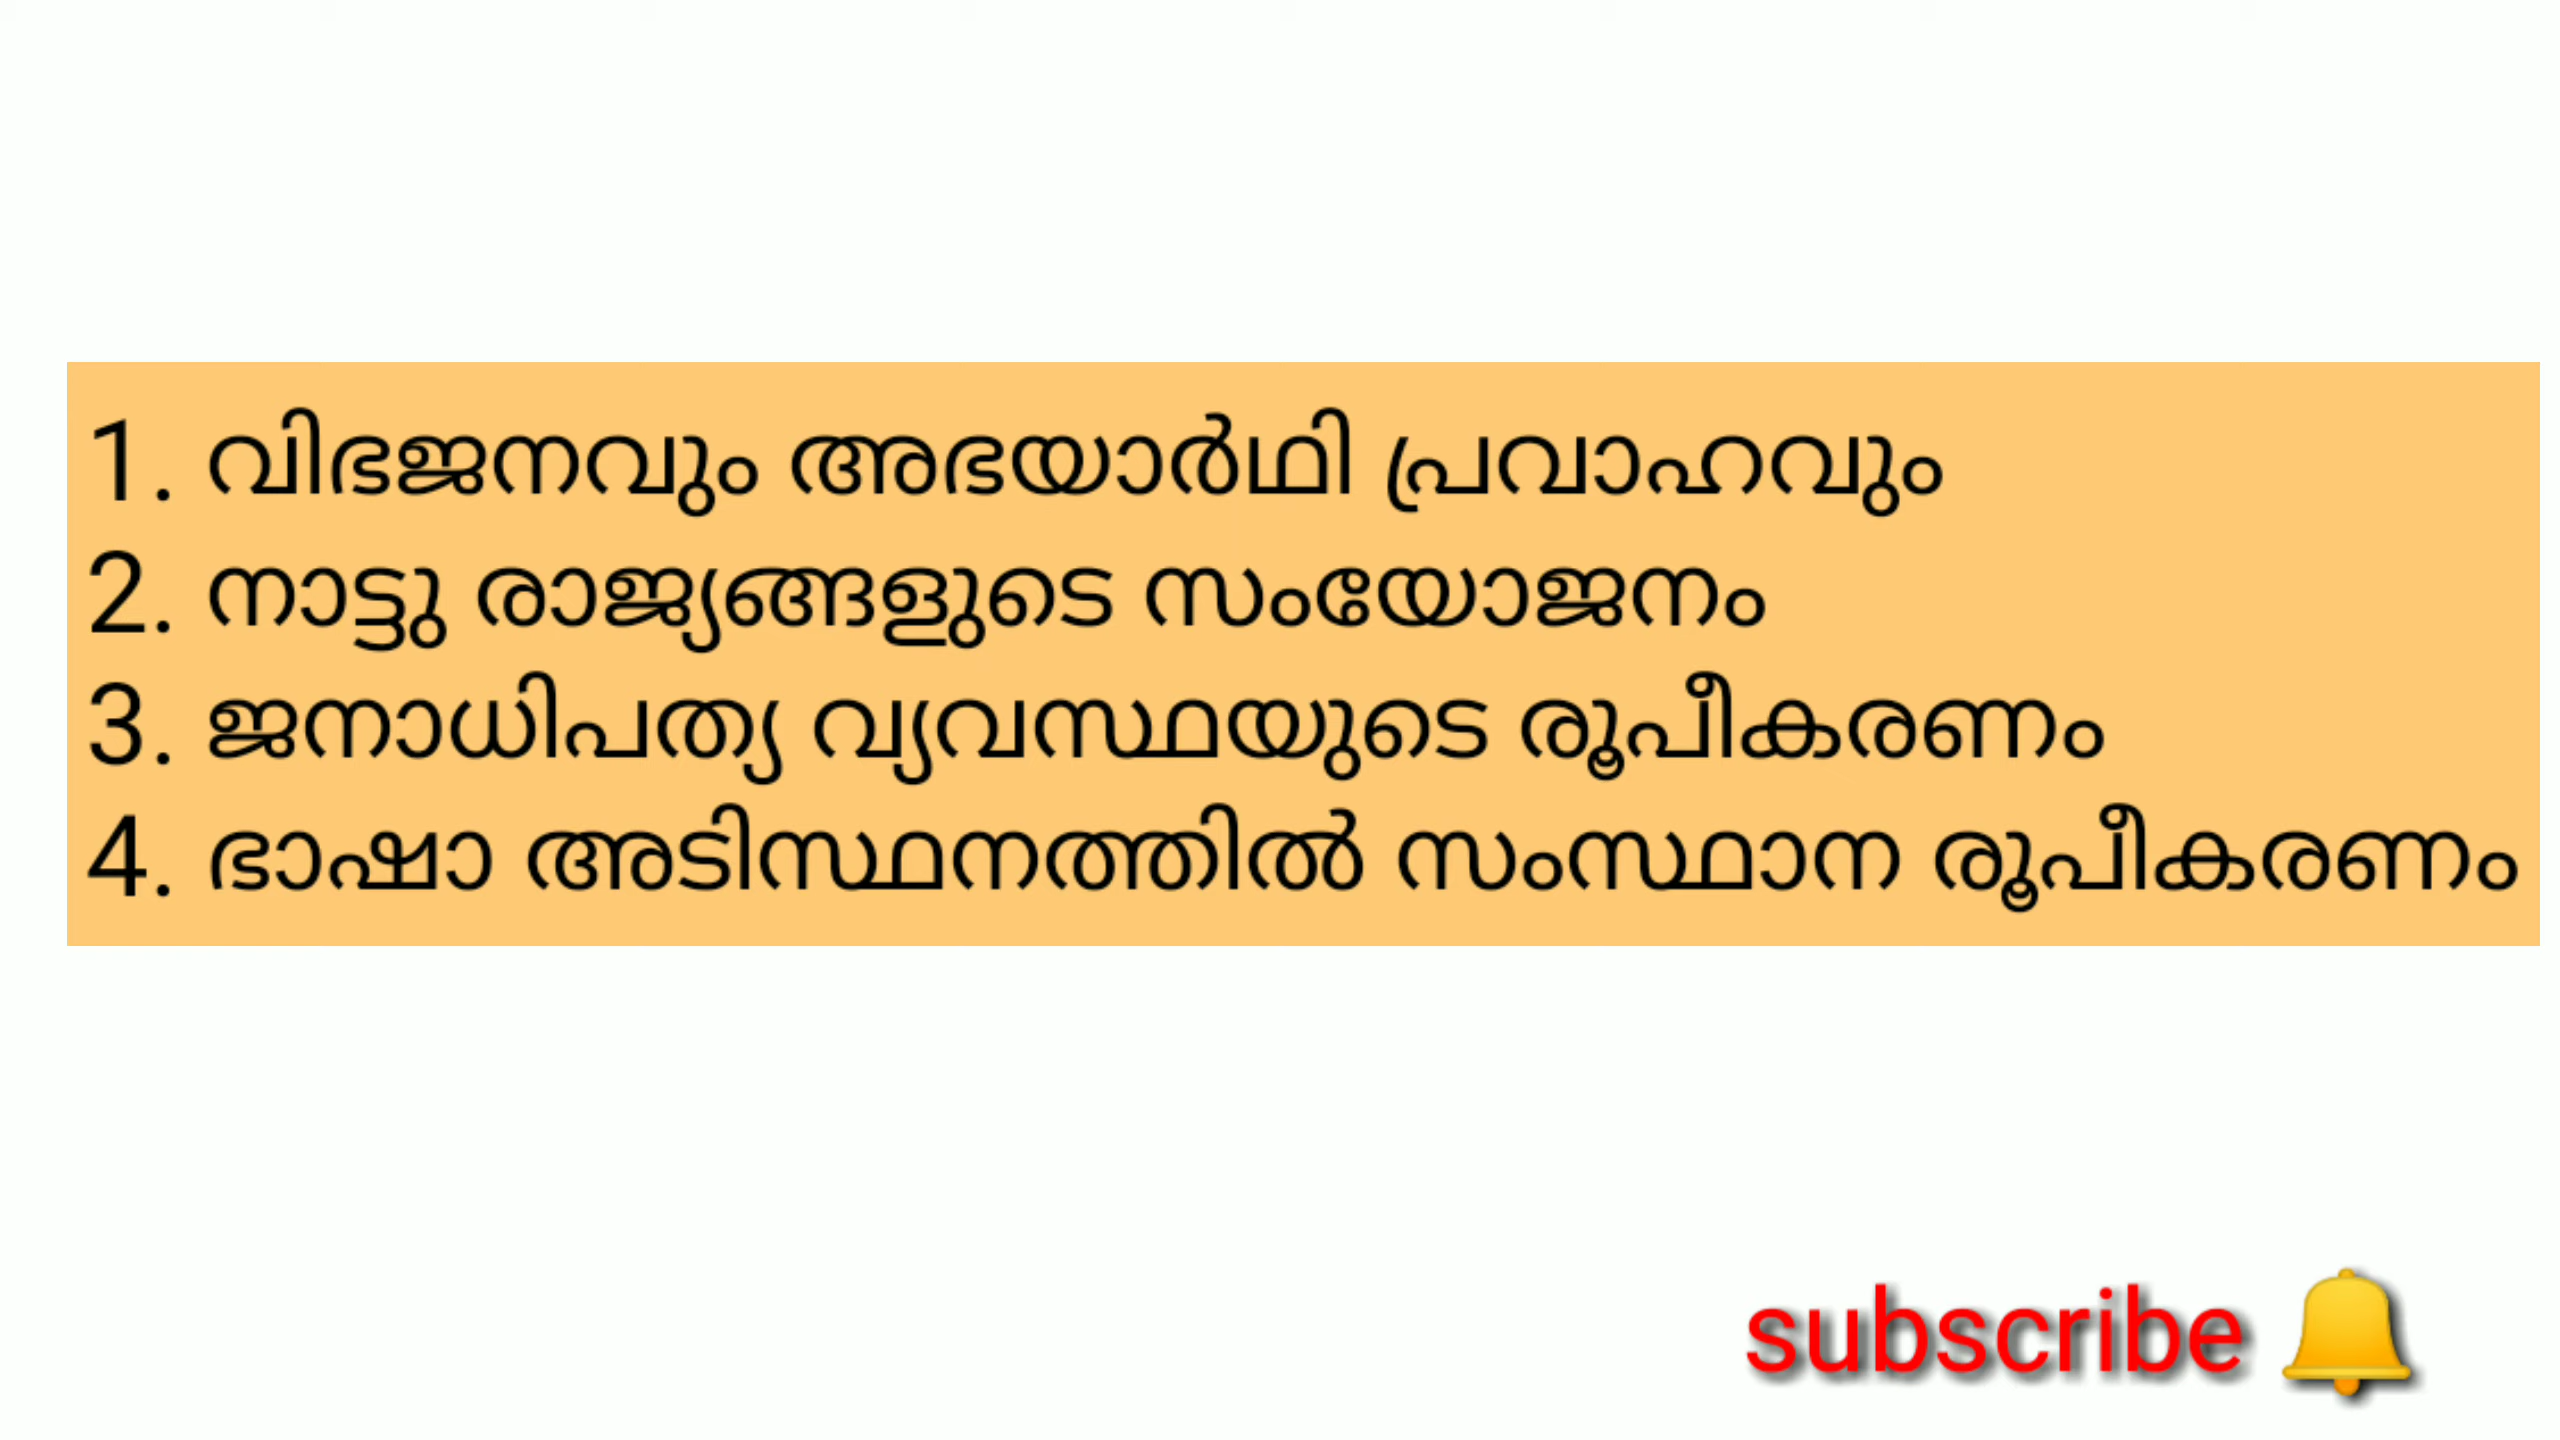 1. വിഭജനവും അഭയാർഥി പ്രവാഹവും
2. നാട്ടു രാജ്യങ്ങളുടെ സംയോജനം
3. ജനാധിപത്യ വ്യവസ്ഥയുടെ രൂപീകരണം
4. ഭാഷാ അടിസ്ഥനത്തിൽ സംസ്ഥാന രൂപീകരണം
subscribe 🔔